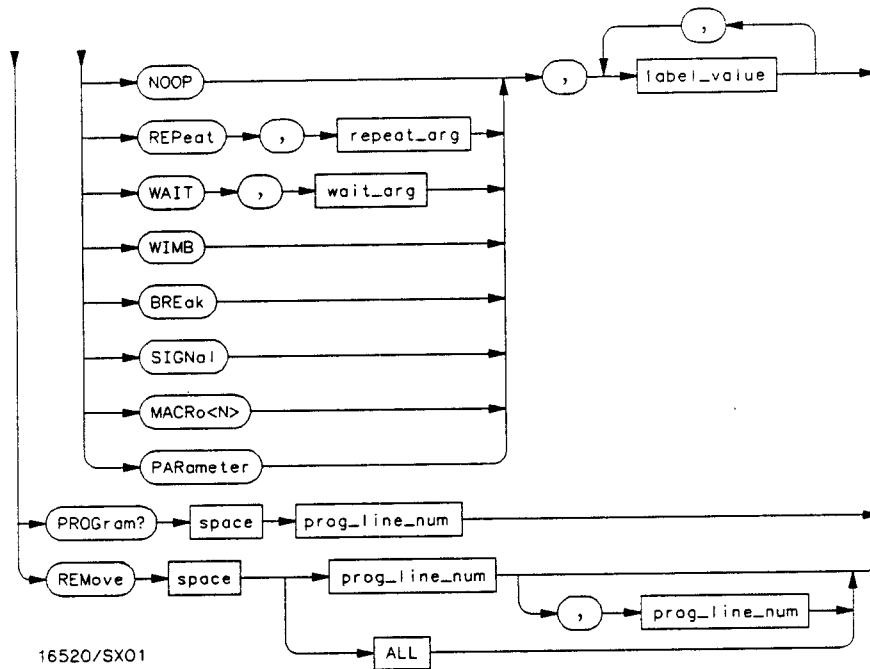 ,
NOOP , label_value
REPeat , repeat_arg
WAIT , wait_arg
WIMB
BREak
SIGNal
MACRo<N>
PARameter
PROGram? space prog_line_num
REMove space prog_line_num
, prog_line_num
ALL
16520/SX01